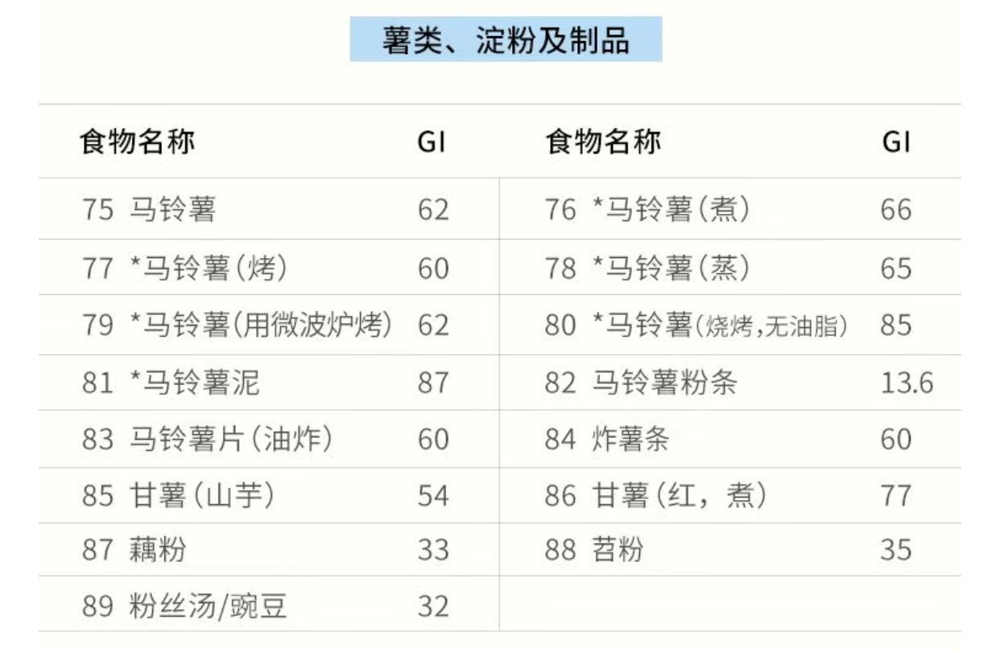 薯类、淀粉及制品
食物名称 GI 食物名称 GI
75 马铃薯 62 76 *马铃薯(煮) 66
77 *马铃薯(烤) 60 78 *马铃薯(蒸) 65
79 *马铃薯(用微波炉烤) 62 80 *马铃薯(烧烤,无油脂) 85
81 *马铃薯泥 87 82 马铃薯粉条 13.6
83 马铃薯片(油炸) 60 84 炸薯条 60
85 甘薯(山芋) 54 86 甘薯(红，煮) 77
87 藕粉 33 88 苕粉 35
89 粉丝汤/豌豆 32